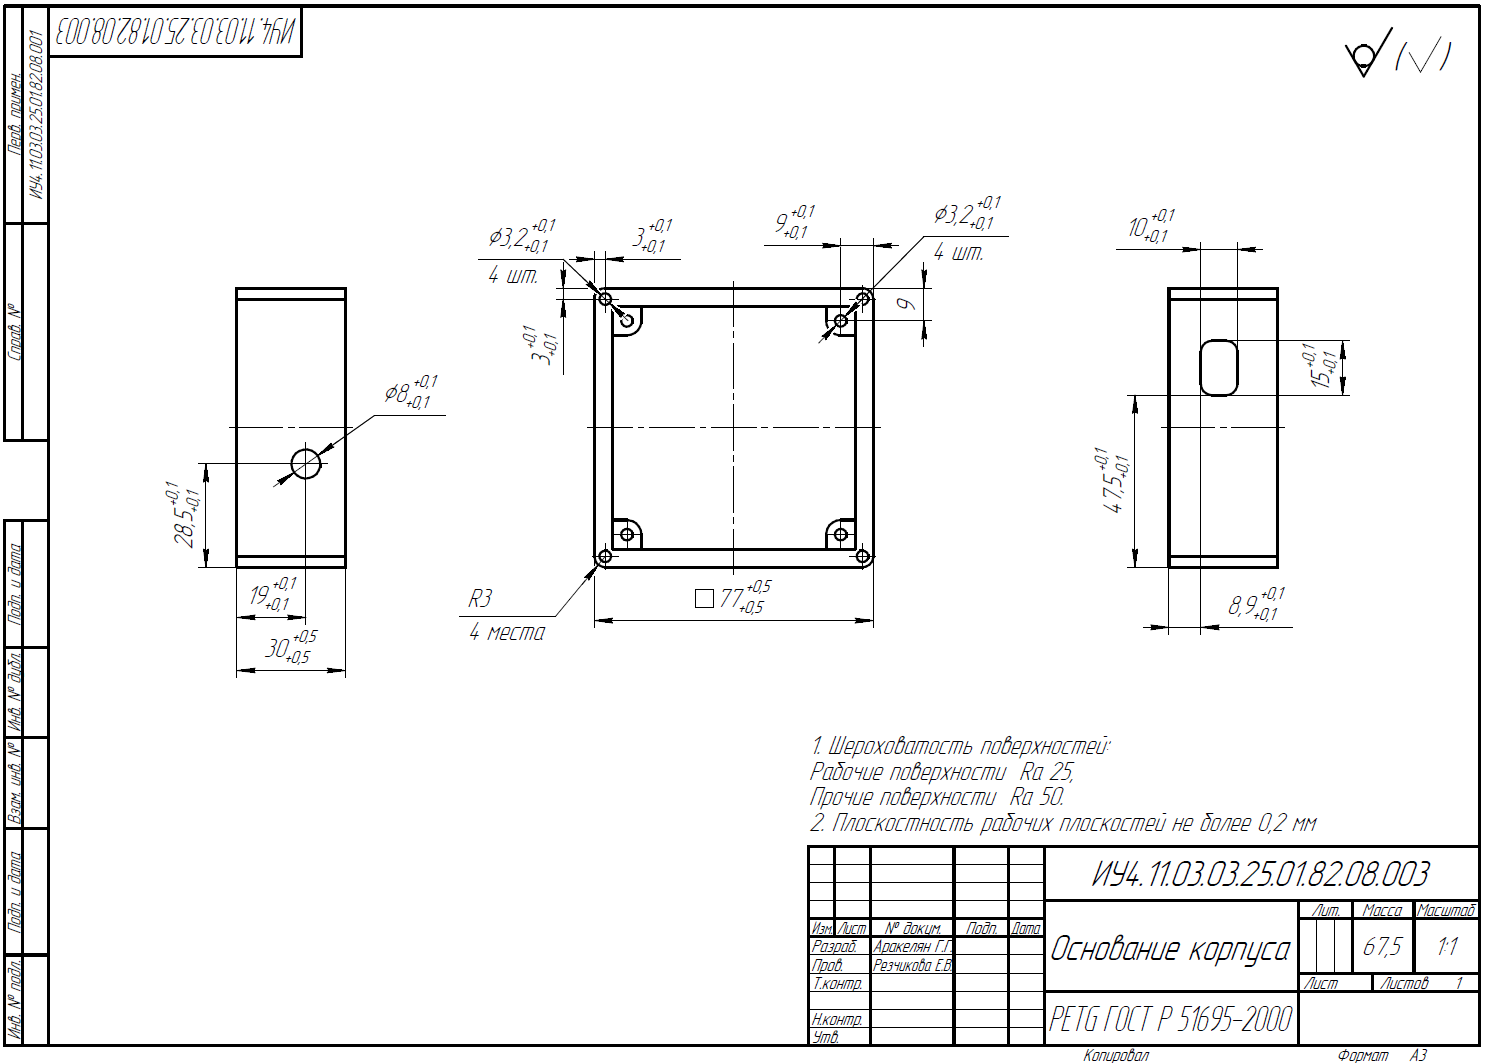 ИУ4.11.03.03.25.01.82.08.003
Перв. примен.
ИУ4.11.03.03.25.01.82.08.001
Справ. №
Подп. и дата
Инв. № дубл.
Взам. инв. №
Подп. и дата
Инв. № подл.
(√)
⌀3,2 +0,1 +0,1
4 шт.
3 +0,1 +0,1
9 +0,1 +0,1
⌀3,2 +0,1 +0,1
4 шт.
10 +0,1 +0,1
9
3 +0,1 +0,1
15 +0,1 +0,1
⌀8 +0,1 +0,1
28,5 +0,1 +0,1
47,5 +0,1 +0,1
19 +0,1 +0,1
30 +0,5 +0,5
R3
4 места
□ 77 +0,5 +0,5
8,9 +0,1 +0,1
1. Шероховатость поверхностей:
Рабочие поверхности Ra 25,
Прочие поверхности Ra 50.
2. Плоскостность рабочих плоскостей не более 0,2 мм
ИУ4.11.03.03.25.01.82.08.003
Изм. Лист № докум. Подп. Дата
Разраб. Аракелян Г.Г.
Пров. Резчикова Е.В.
Т.контр.
Н.контр.
Утв.
Основание корпуса
Лит. Масса Масштаб
67,5 1:1
Лист Листов 1
PETG ГОСТ Р 51695-2000
Копировал Формат А3